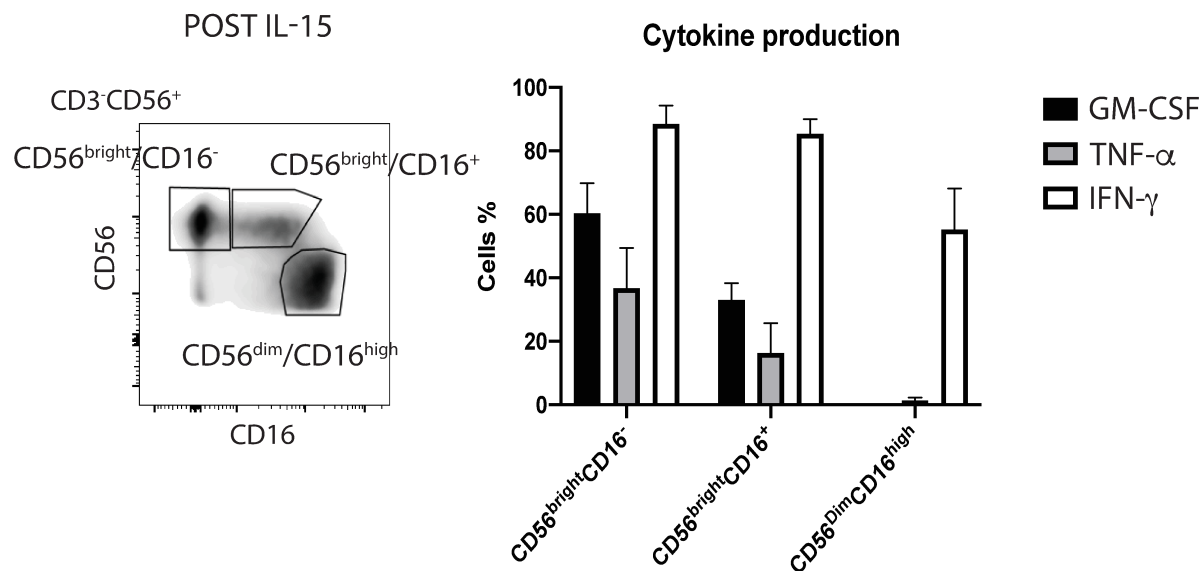 POST IL-15
CD3⁻CD56⁺
CD56ᵇʳⁱᵍʰᵗ/CD16⁻
CD56ᵇʳⁱᵍʰᵗ/CD16⁺
CD56ᵈⁱᵐ/CD16ʰⁱᵍʰ
CD56
CD16
Cytokine production
Cells %
100
80
60
40
20
0
CD56ᵇʳⁱᵍʰᵗCD16⁻
CD56ᵇʳⁱᵍʰᵗCD16⁺
CD56ᴰⁱᵐCD16ʰⁱᵍʰ
GM-CSF
TNF-α
IFN-γ